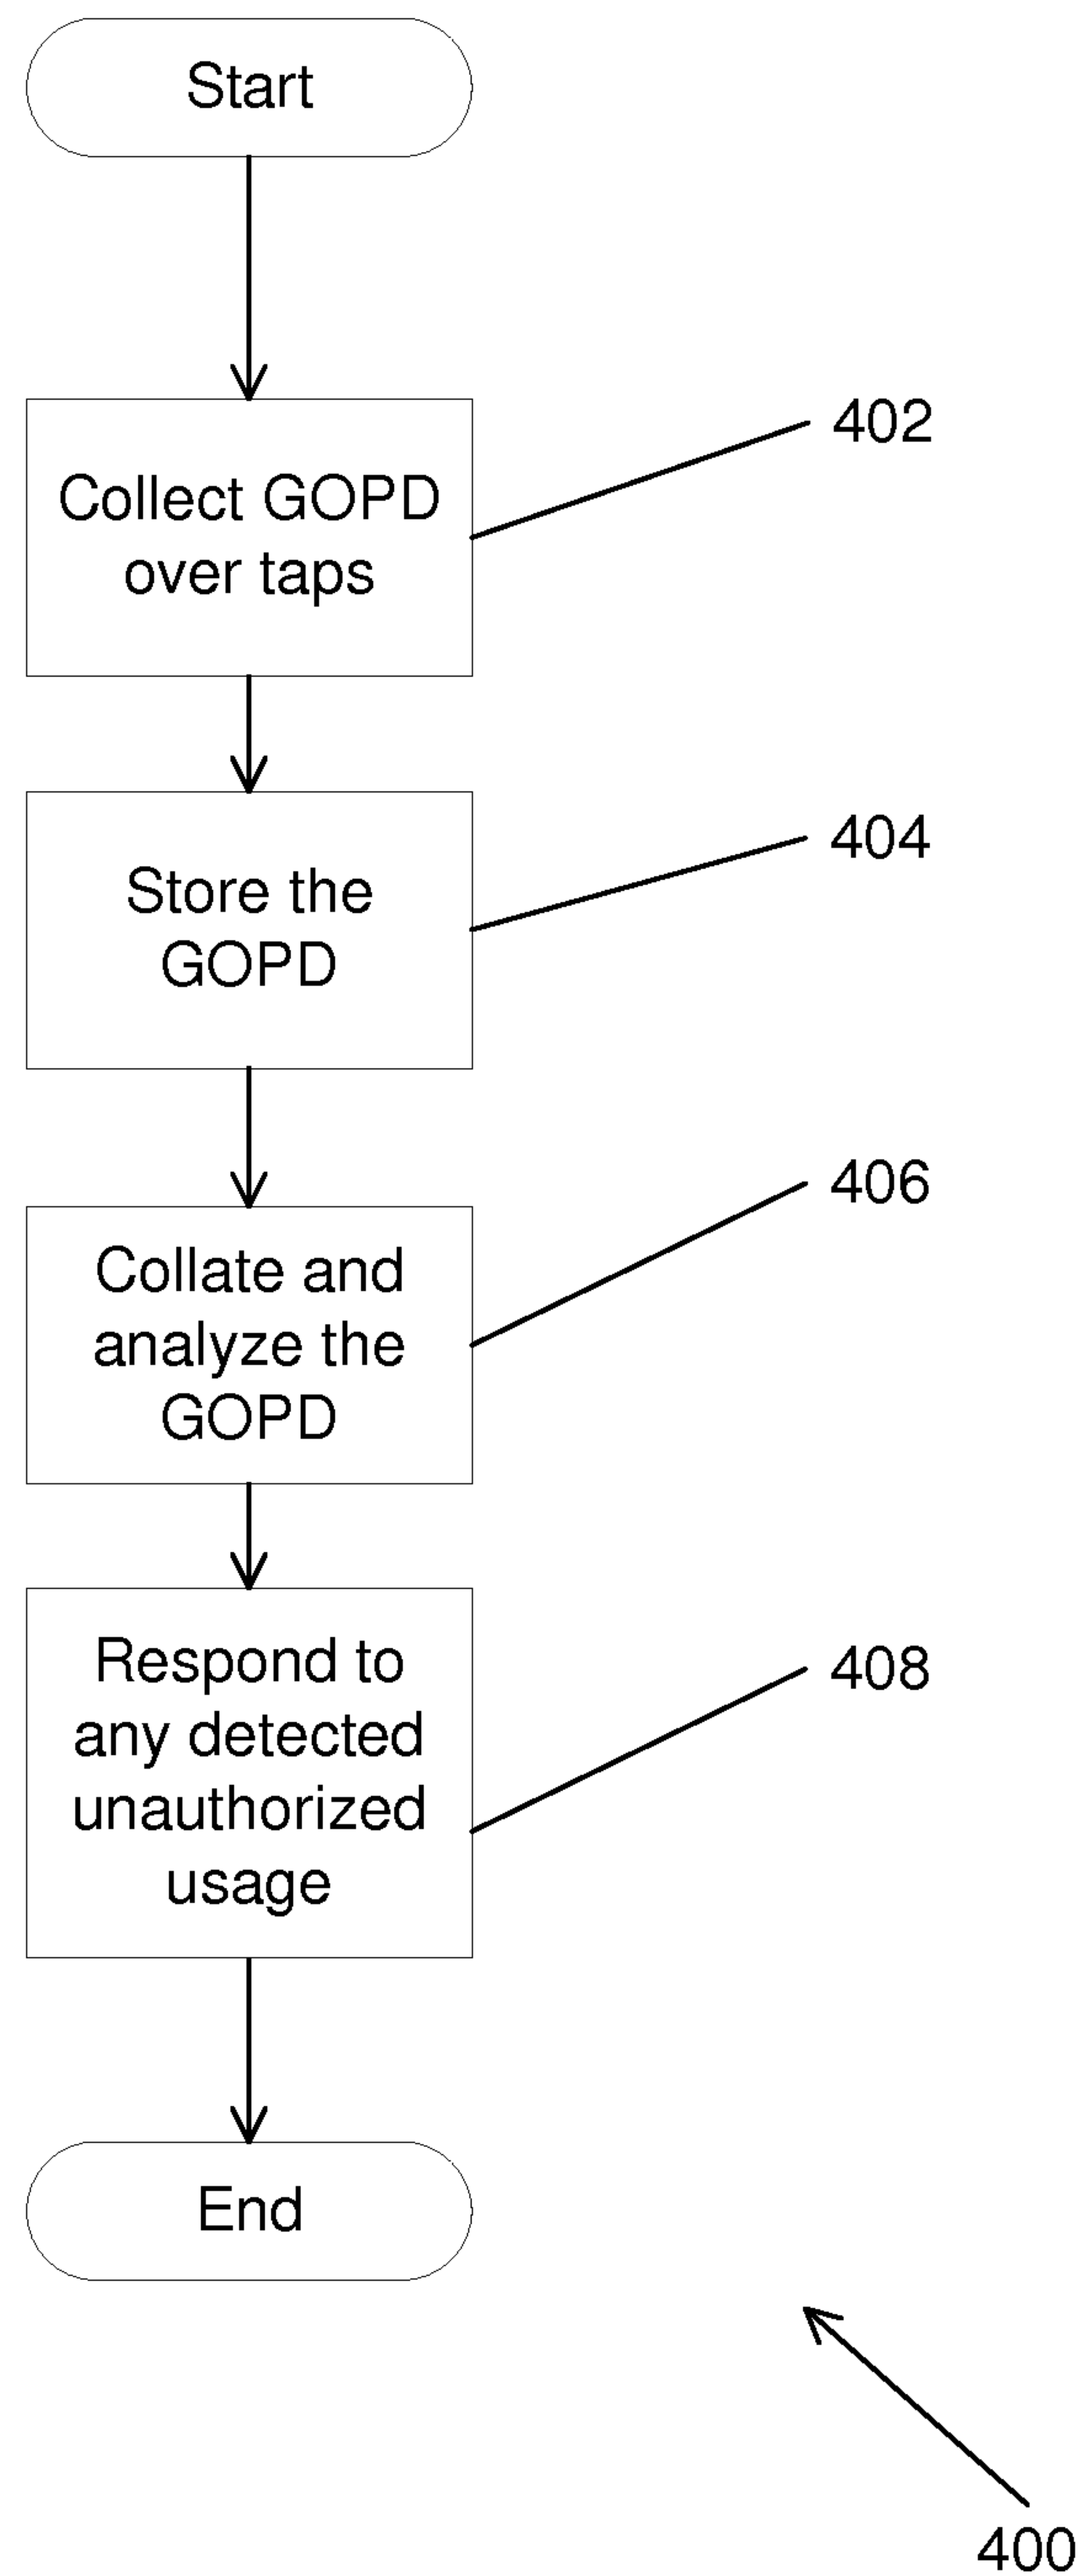 Start
402
Collect GOPD
over taps
404
Store the
GOPD
406
Collate and
analyze the
GOPD
408
Respond to
any detected
unauthorized
usage
End
400